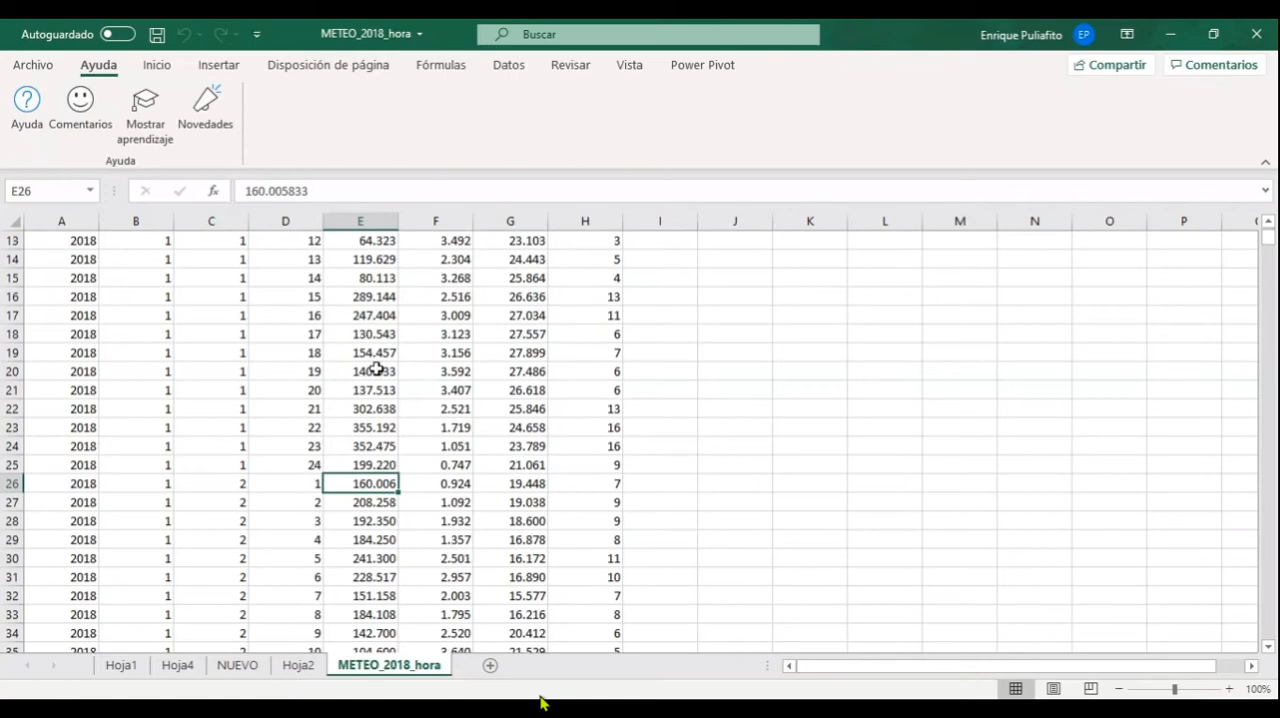 Autoguardado METEO_2018_hora Buscar Enrique Puliafito EP
Archivo Ayuda Inicio Insertar Disposición de página Fórmulas Datos Revisar Vista Power Pivot Compartir Comentarios
Ayuda Comentarios Mostrar aprendizaje Novedades
Ayuda
E26 fx 160.005833
A B C D E F G H I J K L M N O P
13 2018 1 1 12 64.323 3.492 23.103 3
14 2018 1 1 13 119.629 2.304 24.443 5
15 2018 1 1 14 80.113 3.268 25.864 4
16 2018 1 1 15 289.144 2.516 26.636 13
17 2018 1 1 16 247.404 3.009 27.034 11
18 2018 1 1 17 130.543 3.123 27.557 6
19 2018 1 1 18 154.457 3.156 27.899 7
20 2018 1 1 19 3.592 27.486 6
21 2018 1 1 20 137.513 3.407 26.618 6
22 2018 1 1 21 302.638 2.521 25.846 13
23 2018 1 1 22 355.192 1.719 24.658 16
24 2018 1 1 23 352.475 1.051 23.789 16
25 2018 1 1 24 199.220 0.747 21.061 9
26 2018 1 2 1 160.006 0.924 19.448 7
27 2018 1 2 2 208.258 1.092 19.038 9
28 2018 1 2 3 192.350 1.932 18.600 9
29 2018 1 2 4 184.250 1.357 16.878 8
30 2018 1 2 5 241.300 2.501 16.172 11
31 2018 1 2 6 228.517 2.957 16.890 10
32 2018 1 2 7 151.158 2.003 15.577 7
33 2018 1 2 8 184.108 1.795 16.216 8
34 2018 1 2 9 142.700 2.520 20.412 6
35 2018 1 2 10 104.600 3.640 21.529 5
Hoja1 Hoja4 NUEVO Hoja2 METEO_2018_hora
100%